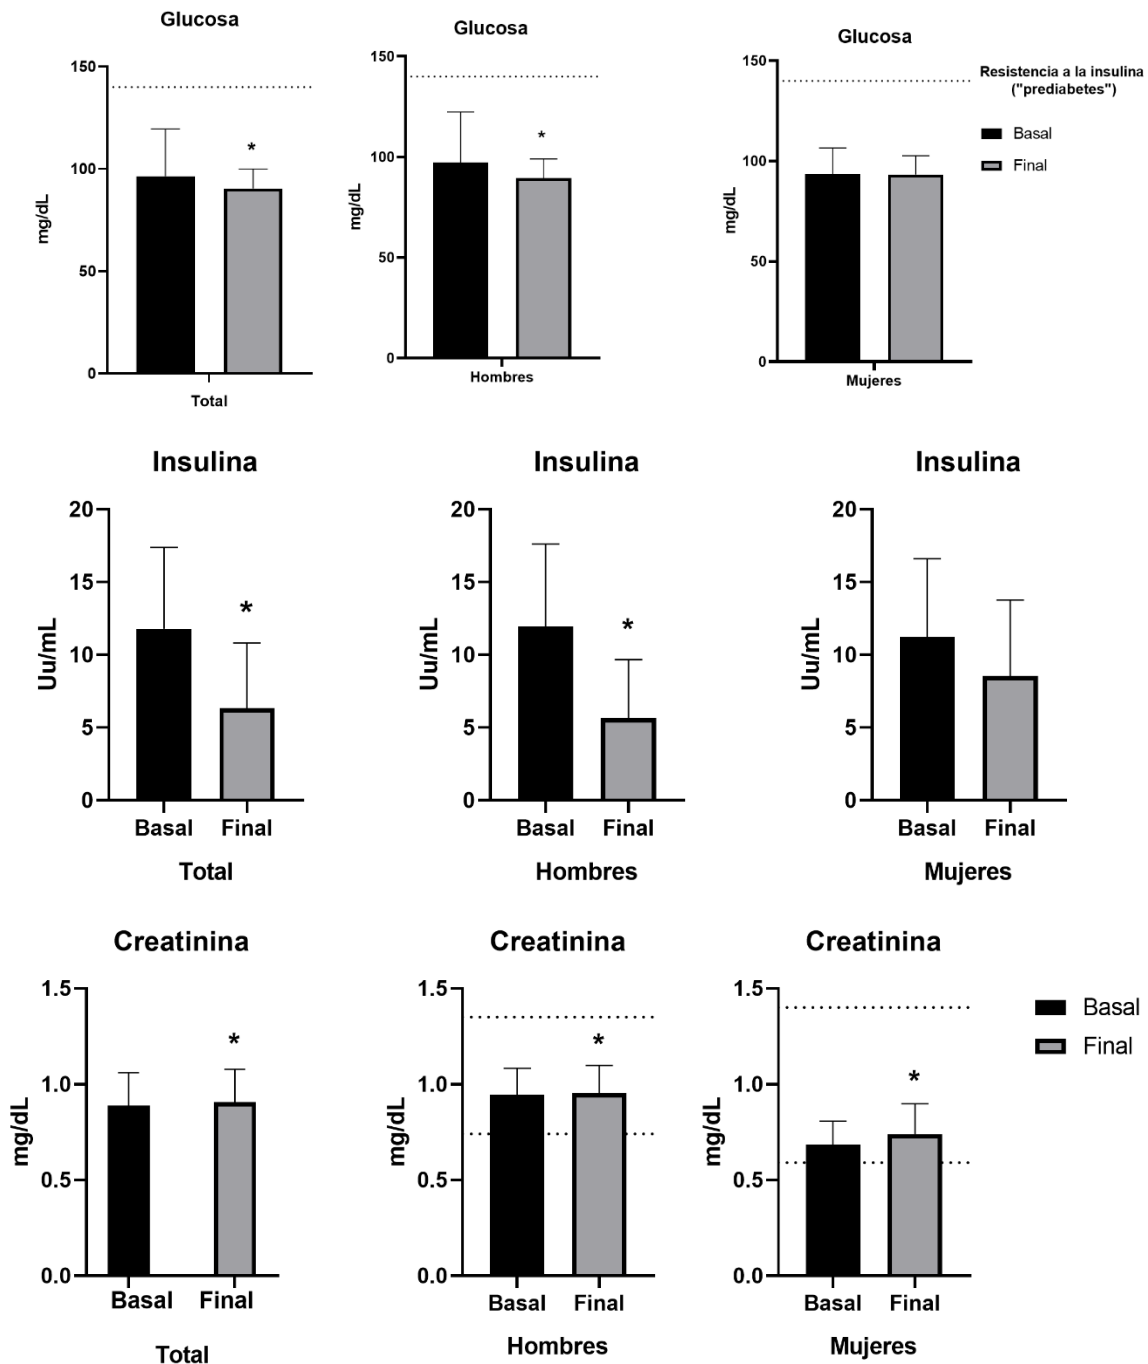 Glucosa
150
100
50
0
mg/dL
*
Total
Glucosa
150
100
50
0
mg/dL
*
Hombres
Glucosa
150
100
50
0
mg/dL
Mujeres
Resistencia a la insulina
("prediabetes")
Basal
Final
Insulina
20
15
10
5
0
Uu/mL
*
Basal Final
Total
Insulina
20
15
10
5
0
Uu/mL
*
Basal Final
Hombres
Insulina
20
15
10
5
0
Uu/mL
Basal Final
Mujeres
Creatinina
1.5
1.0
0.5
0.0
mg/dL
*
Basal Final
Total
Creatinina
1.5
1.0
0.5
0.0
mg/dL
*
Basal Final
Hombres
Creatinina
1.5
1.0
0.5
0.0
mg/dL
*
Basal Final
Mujeres
Basal
Final